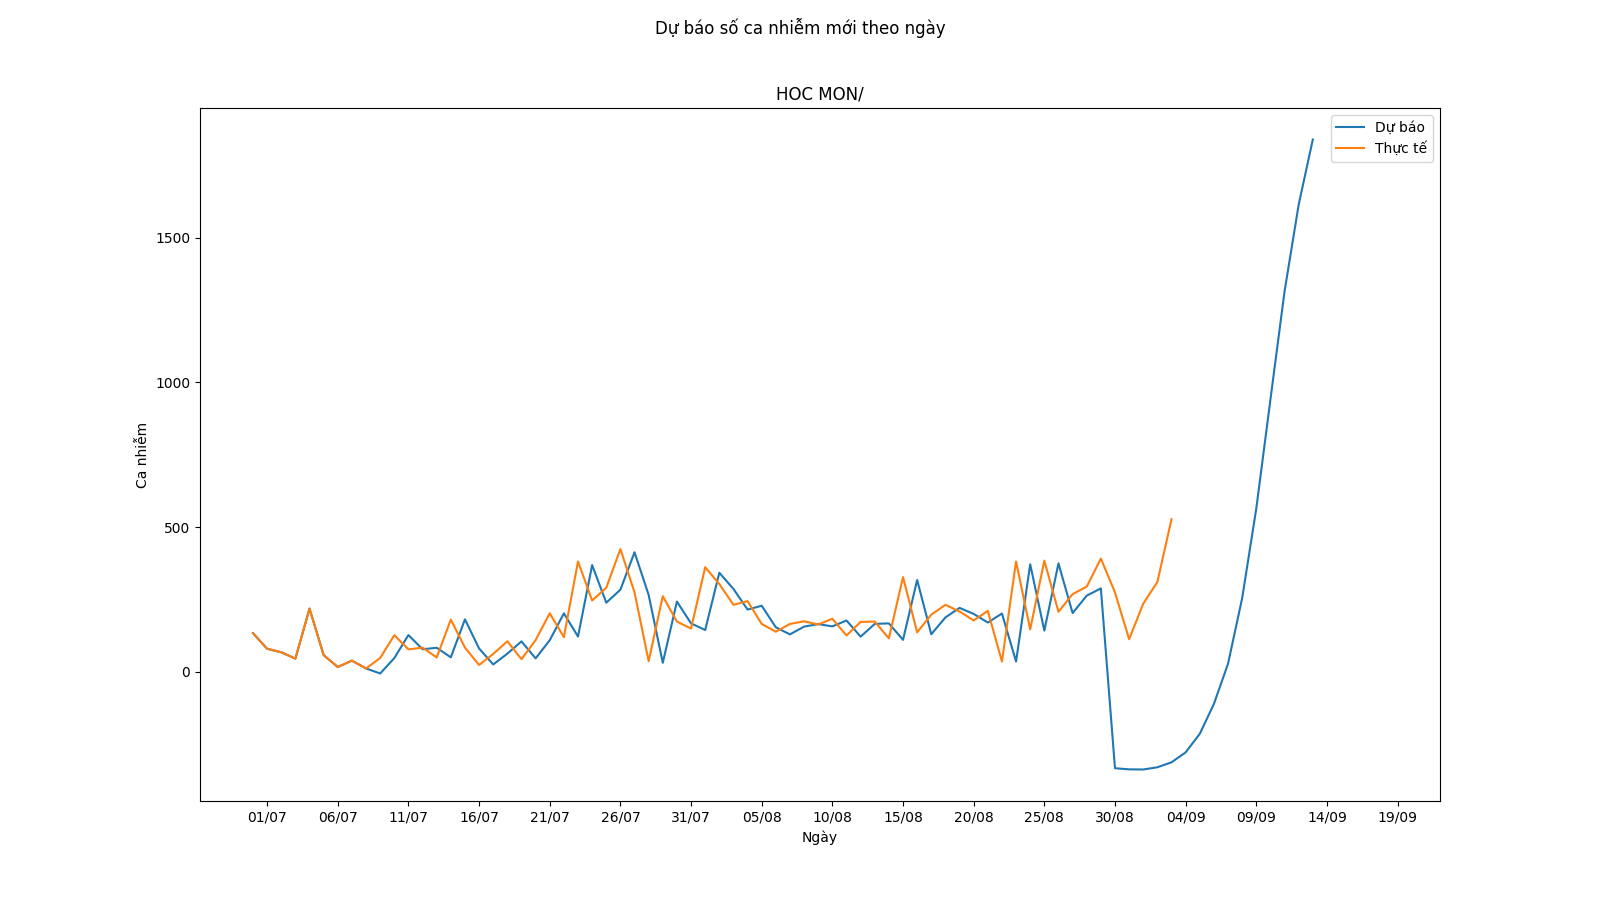 Dự báo số ca nhiễm mới theo ngày
HOC MON/
Dự báo
Thực tế
Ca nhiễm
1500
1000
500
0
01/07 06/07 11/07 16/07 21/07 26/07 31/07 05/08 10/08 15/08 20/08 25/08 30/08 04/09 09/09 14/09 19/09
Ngày